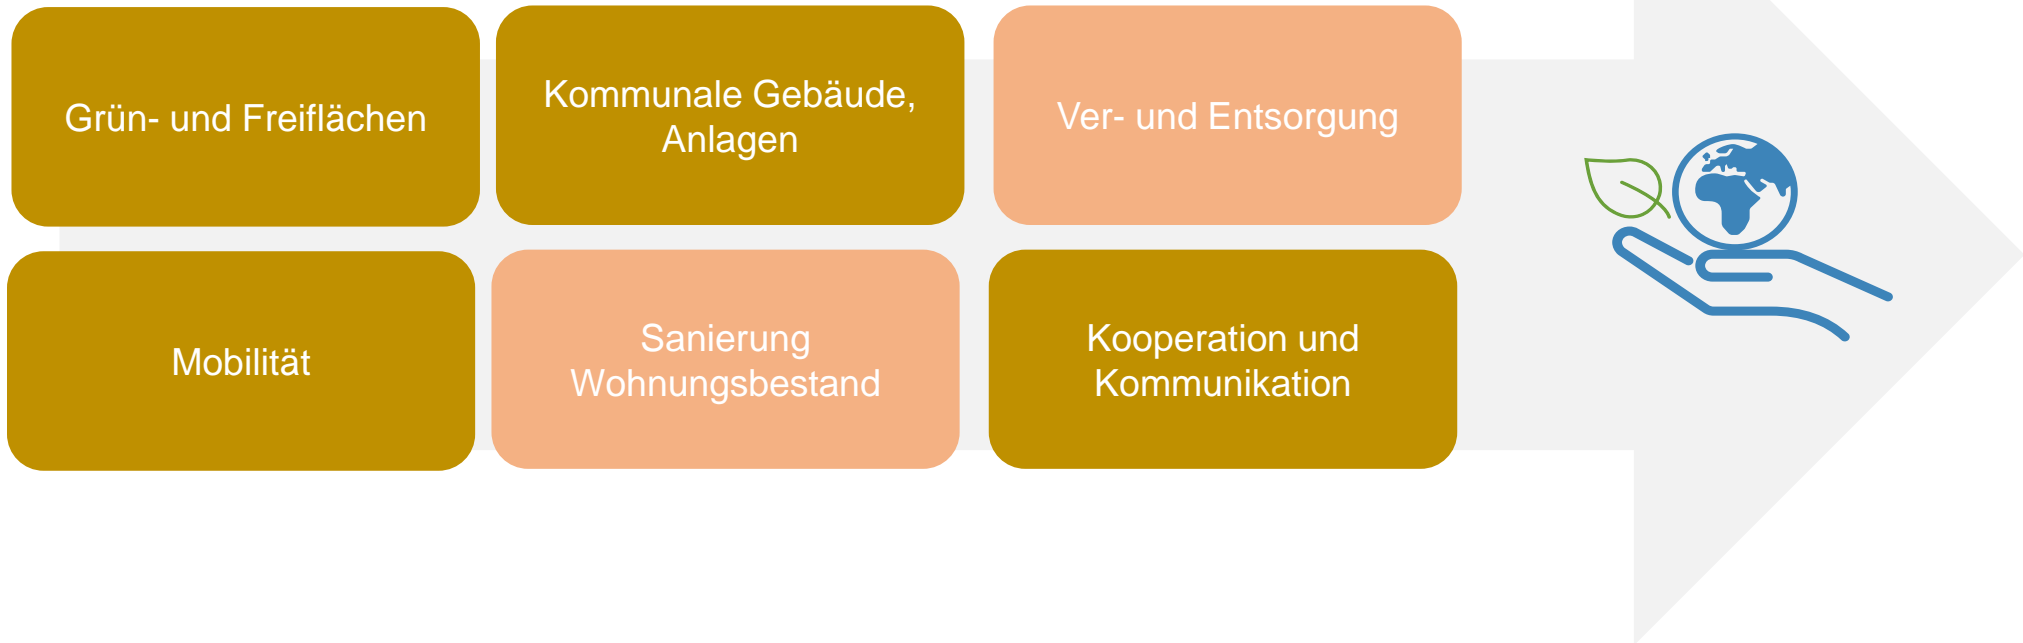 Grün- und Freiflächen
Kommunale Gebäude,
Anlagen
Ver- und Entsorgung
Mobilität
Sanierung
Wohnungsbestand
Kooperation und
Kommunikation